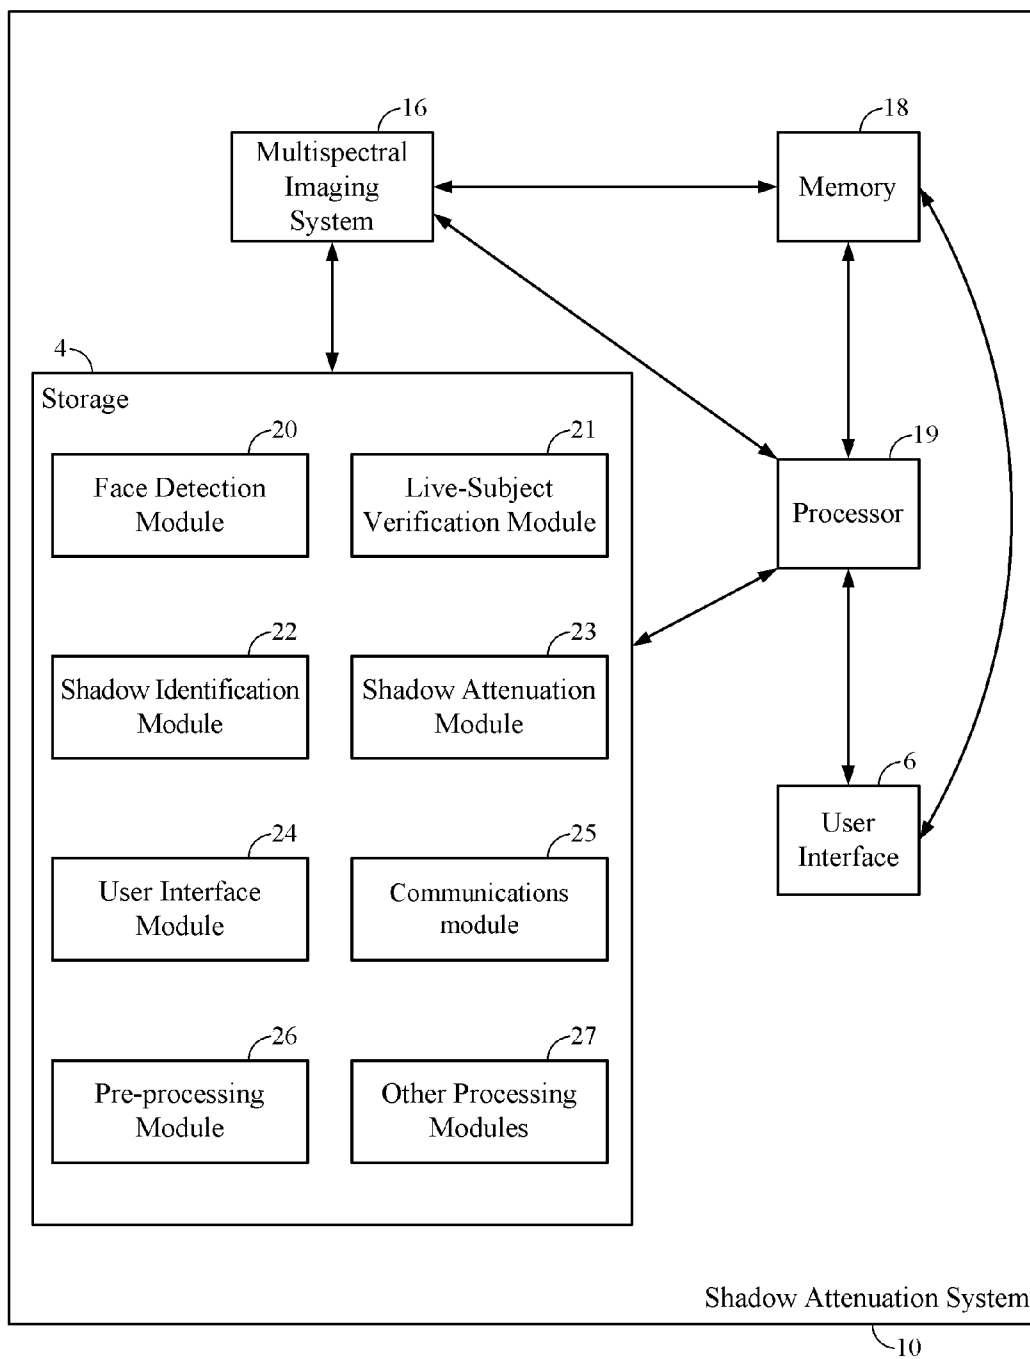 16
Multispectral
Imaging
System
18
Memory
4
Storage
20
Face Detection
Module
21
Live-Subject
Verification Module
19
Processor
22
Shadow Identification
Module
23
Shadow Attenuation
Module
6
User
Interface
24
User Interface
Module
25
Communications
module
26
Pre-processing
Module
27
Other Processing
Modules
Shadow Attenuation System
10